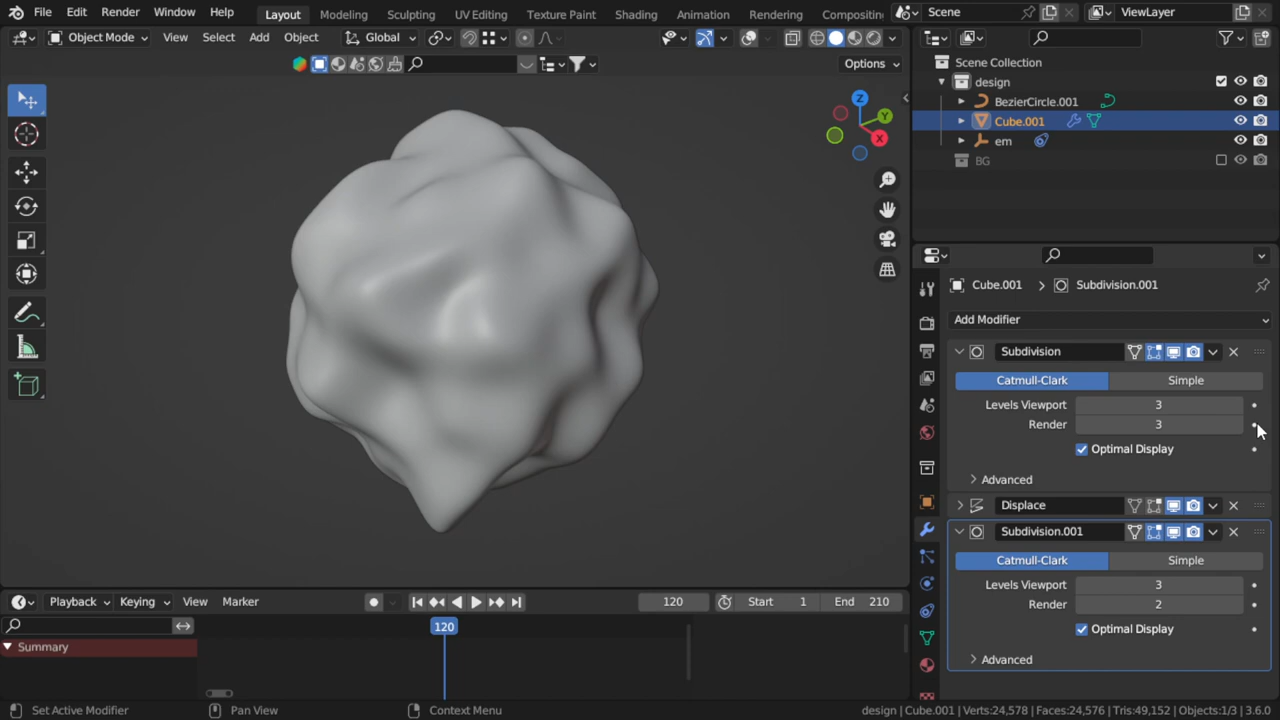 File Edit Render Window Help Layout Modeling Sculpting UV Editing Texture Paint Shading Animation Rendering Compositin Scene ViewLayer
Object Mode View Select Add Object Global
Options
Z
Y
X
Scene Collection
design
BezierCircle.001
Cube.001
em
BG
Cube.001 > Subdivision.001
Add Modifier
Subdivision
Catmull-Clark Simple
Levels Viewport 3
Render 3
Optimal Display
Advanced
Displace
Subdivision.001
Catmull-Clark Simple
Levels Viewport 3
Render 2
Optimal Display
Advanced
Playback Keying View Marker 120 Start 1 End 210
120
Summary
Set Active Modifier Pan View Context Menu design | Cube.001 | Verts:24,578 | Faces:24,576 | Tris:49,152 | Objects:1/3 | 3.6.0